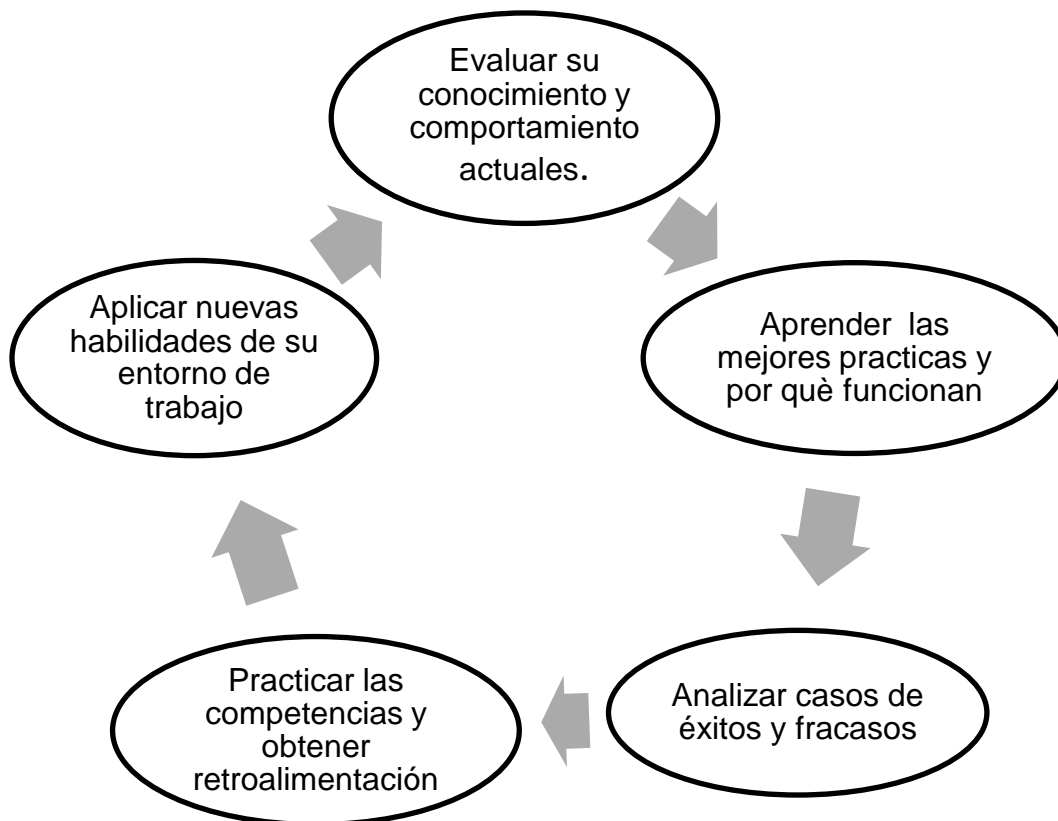 Evaluar su
conocimiento y
comportamiento
actuales.
Aprender las
mejores practicas y
por què funcionan
Analizar casos de
éxitos y fracasos
Practicar las
competencias y
obtener
retroalimentación
Aplicar nuevas
habilidades de su
entorno de
trabajo